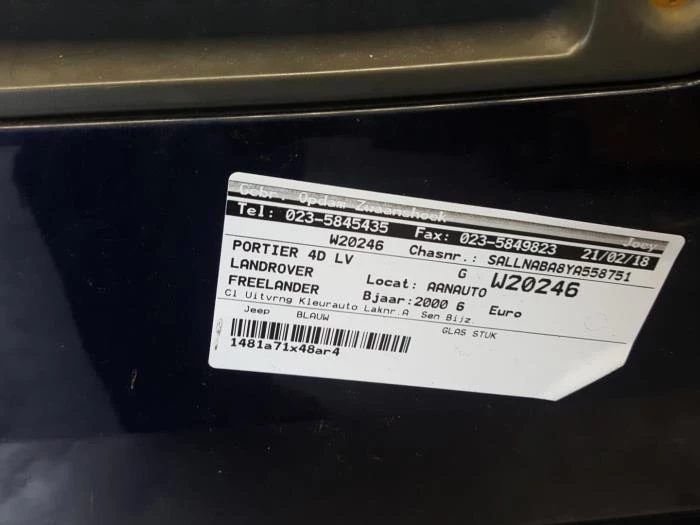 Gebr. Opdam Zwaanshoek Joey
Tel: 023-5845435 Fax: 023-5849823 21/02/18
W20246 Chasnr.: SALLNABA8YA558751
PORTIER 4D LV G W20246
LANDROVER Locat: AANAUTO
FREELANDER Bjaar:2000 6 Euro
Cl Uitvrng Kleurauto Laknr.A Sen Bijz.
Jeep BLAUW GLAS STUK
1481a71x48ar4